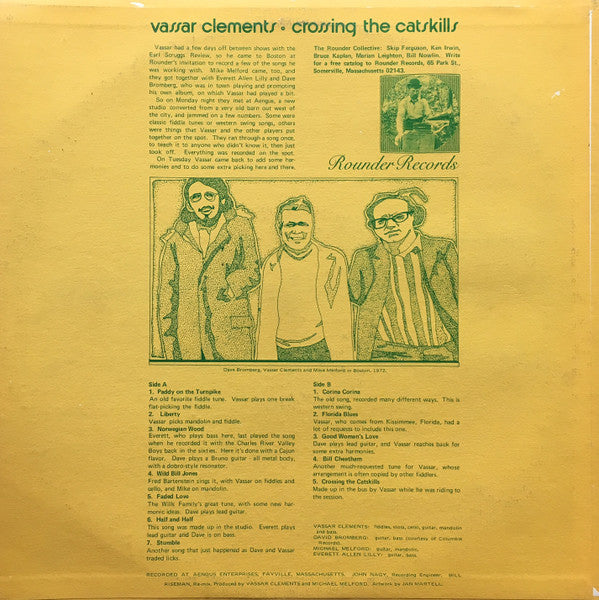 vassar clements • crossing the catskills
Vassar had a few days off between shows with the
Earl Scruggs Review, so he came to Boston at
Rounder's invitation to record a few of the songs he
was working with. Mike Melford came, too, and
they got together with Everett Allen Lilly and Dave
Bromberg, who was in town playing and promoting
his own album, on which Vassar had played a bit.
So on Monday night they met at Aengus, a new
studio converted from a very old barn out west of
the city, and jammed on a few numbers. Some were
classic fiddle tunes or western swing songs, others
were things that Vassar and the other players put
together on the spot. They ran through a song once,
to teach it to anyone who didn't know it, then just
took off. Everything was recorded on the spot.
On Tuesday Vassar came back to add some har-
monies and to do some extra picking here and there.
The Rounder Collective: Skip Ferguson, Ken Irwin,
Bruce Kaplan, Marian Leighton, Bill Nowlin. Write
for a free catalog to Rounder Records, 65 Park St.,
Somerville, Massachusetts 02143.
Rounder Records
Dave Bromberg, Vassar Clements and Mike Melford in Boston, 1972.
Side A
1. Paddy on the Turnpike
An old favorite fiddle tune. Vassar plays one break
flat-picking the fiddle.
2. Liberty
Vassar picks mandolin and fiddle.
3. Norwegian Wood
Everett, who plays bass here, last played the song
when he recorded it with the Charles River Valley
Boys back in the sixties. Here it's done with a Cajun
flavor. Dave plays a Bruno guitar - all metal body,
with a dobro-style resonator.
4. Wild Bill Jones
Fred Bartenstein sings it, with Vassar on fiddles and
cello, and Mike on mandolin.
5. Faded Love
The Wills Family's great tune, with some new har-
monic ideas. Dave plays lead guitar.
6. Half and Half
This song was made up in the studio. Everett plays
lead guitar and Dave is on bass.
7. Stumble
Another song that just happened as Dave and Vassar
traded licks.
Side B
1. Corina Corina
The old song, recorded many different ways. This is
western swing.
2. Florida Blues
Vassar, who comes from Kissimmee, Florida, had a
lot of requests to include this one.
3. Good Women's Love
Dave plays lead guitar, and Vassar reaches back for
some extra harmonies.
4. Bill Cheatham
Another much-requested tune for Vassar, whose
arrangement is often copied by other fiddlers.
5. Crossing the Catskills
Made up in the bus by Vassar while he was riding to
the session.
VASSAR CLEMENTS: fiddles, viola, cello, guitar, mandolin
and bass.
DAVID BROMBERG: guitar, bass (courtesy of Columbia
Records).
MICHAEL MELFORD: guitar, mandolin.
EVERETT ALLEN LILLY: bass, guitar.
RECORDED AT AENGUS ENTERPRISES, FAYVILLE, MASSACHUSETTS. JOHN NAGY, Recording Engineer. BILL
RISEMAN, Re-mix. Produced by VASSAR CLEMENTS and MICHAEL MELFORD. Artwork by JAN MARTELL.